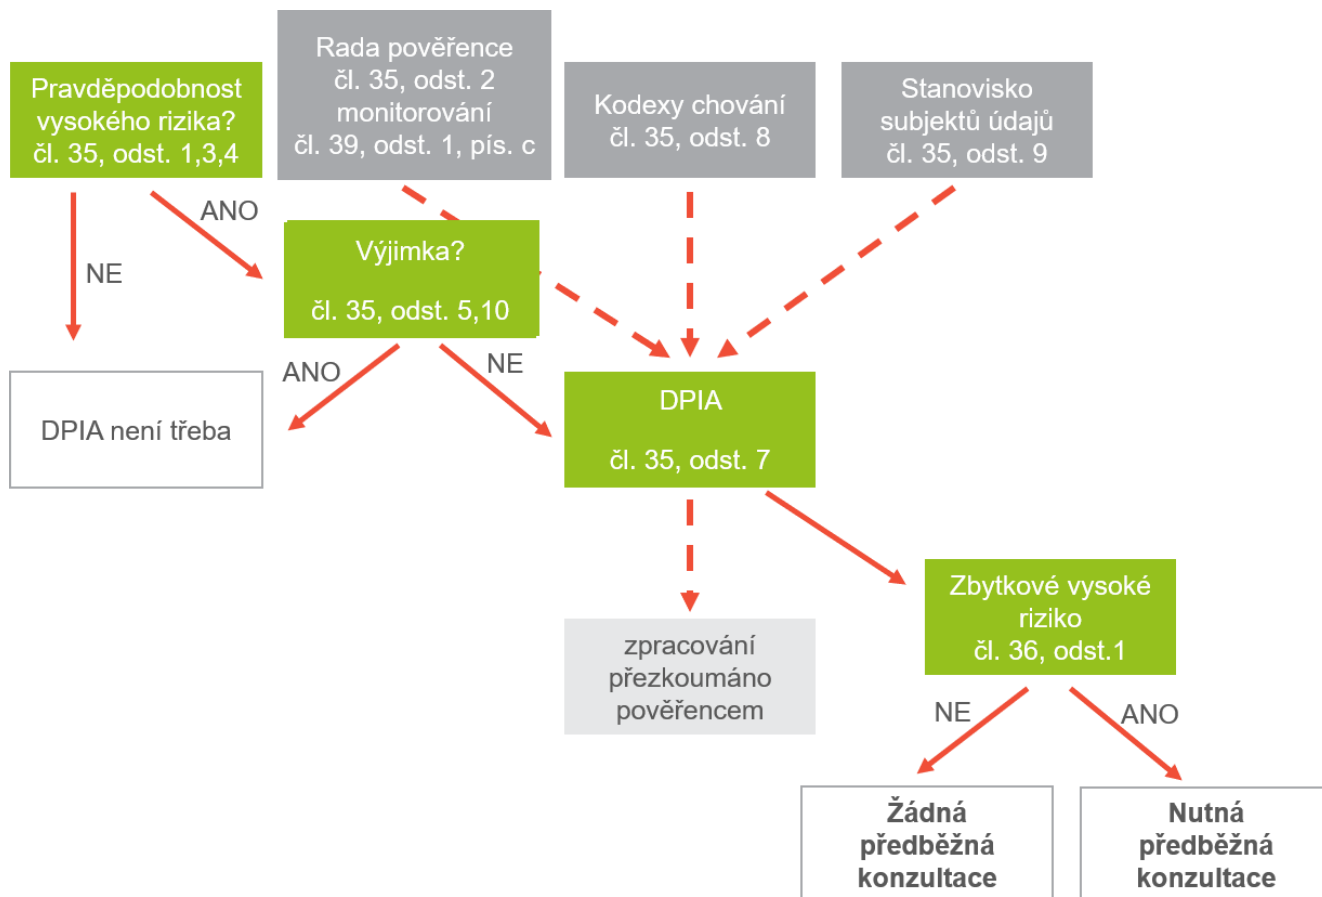 Pravděpodobnost
vysokého rizika?
čl. 35, odst. 1,3,4
Rada pověřence
čl. 35, odst. 2
monitorování
čl. 39, odst. 1, pís. c
Kodexy chování
čl. 35, odst. 8
Stanovisko
subjektů údajů
čl. 35, odst. 9
ANO
NE
Výjimka?
čl. 35, odst. 5,10
ANO
NE
DPIA není třeba
DPIA
čl. 35, odst. 7
zpracování
přezkoumáno
pověřencem
Zbytkové vysoké
riziko
čl. 36, odst.1
NE
ANO
Žádná
předběžná
konzultace
Nutná
předběžná
konzultace